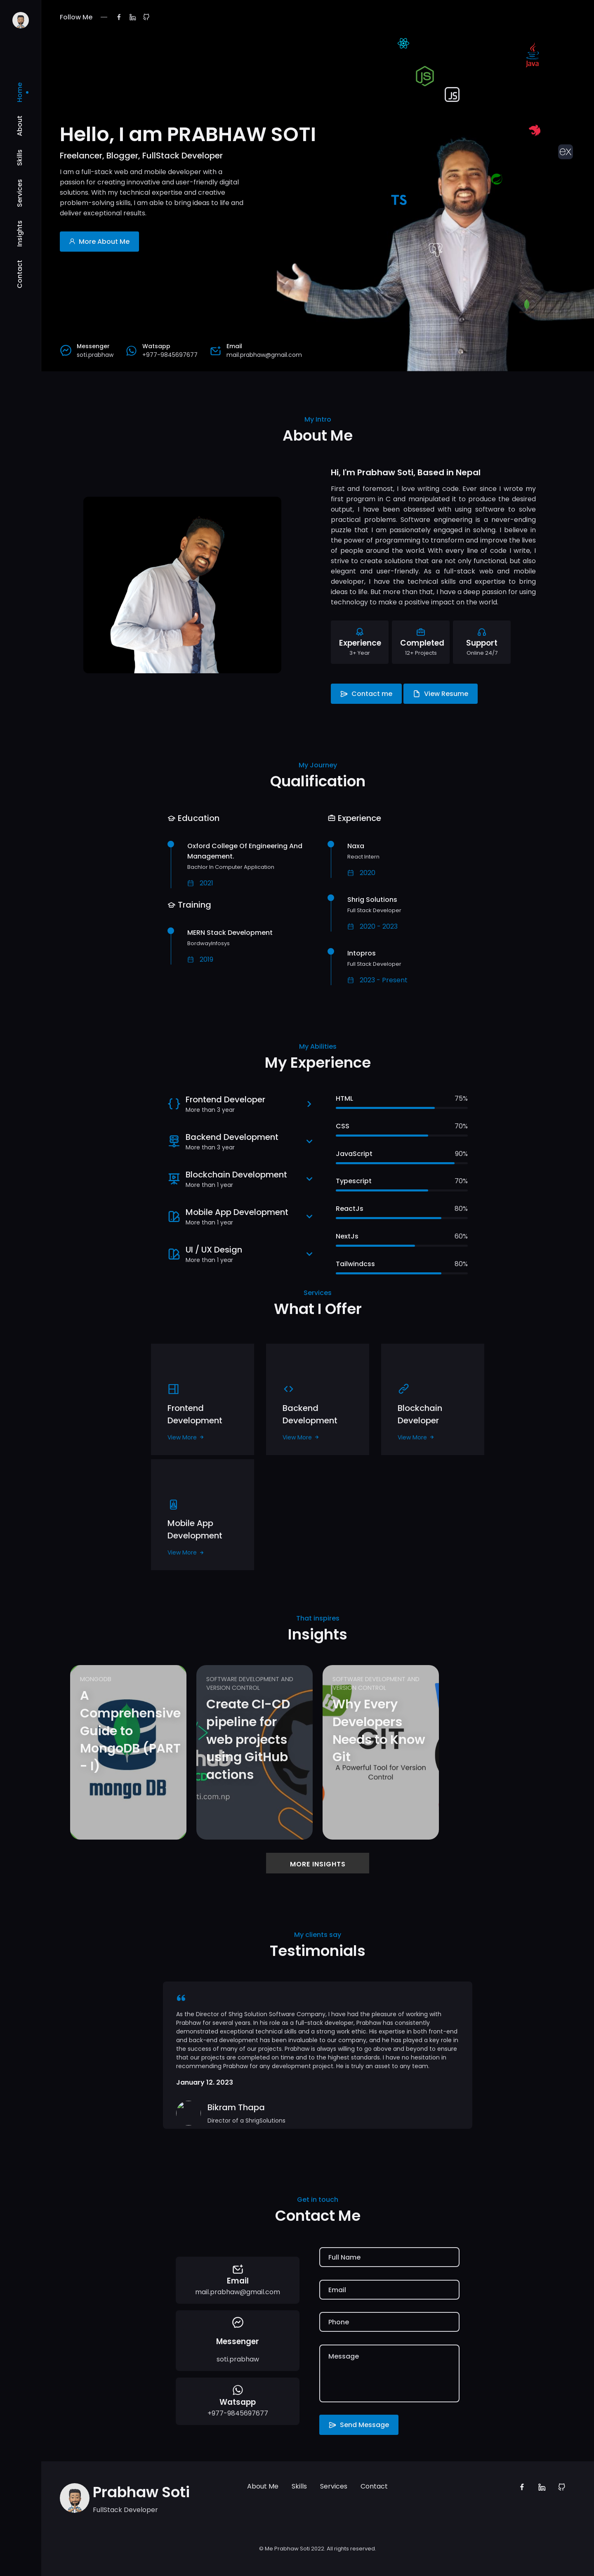 Follow Me
Home
About
Skills
Services
Insights
Contact
Java
JS
JS
ex
TS
Hello, I am PRABHAW SOTI
Freelancer, Blogger, FullStack Developer
I am a full-stack web and mobile developer with a
passion for creating innovative and user-friendly digital
solutions. With my technical expertise and creative
problem-solving skills, I am able to bring ideas to life and
deliver exceptional results.
More About Me
Messenger
soti.prabhaw
Watsapp
+977-9845697677
Email
mail.prabhaw@gmail.com
My Intro
About Me
Hi, I'm Prabhaw Soti, Based in Nepal
First and foremost, I love writing code. Ever since I wrote my
first program in C and manipulated it to produce the desired
output, I have been obsessed with using software to solve
practical problems. Software engineering is a never-ending
puzzle that I am passionately engaged in solving. I believe in
the power of programming to transform and improve the lives
of people around the world. With every line of code I write, I
strive to create solutions that are not only functional, but also
elegant and user-friendly. As a full-stack web and mobile
developer, I have the technical skills and expertise to bring
ideas to life. But more than that, I have a deep passion for using
technology to make a positive impact on the world.
Experience
3+ Year
Completed
12+ Projects
Support
Online 24/7
Contact me
View Resume
My Journey
Qualification
Education
Oxford College Of Engineering And
Management.
Bachlor In Computer Application
2021
Training
MERN Stack Development
BordwayInfosys
2019
Experience
Naxa
React Intern
2020
Shrig Solutions
Full Stack Developer
2020 - 2023
Intopros
Full Stack Developer
2023 - Present
My Abilities
My Experience
Frontend Developer
More than 3 year
Backend Development
More than 3 year
Blockchain Development
More than 1 year
Mobile App Development
More than 1 year
UI / UX Design
More than 1 year
HTML 75%
CSS 70%
JavaScript 90%
Typescript 70%
ReactJs 80%
NextJs 60%
Tailwindcss 80%
Services
What I Offer
Frontend
Development
View More
Backend
Development
View More
Blockchain
Developer
View More
Mobile App
Development
View More
That inspires
Insights
MONGODB
A
Comprehensive
Guide to
MongoDB (PART
- I)
mongo DB
SOFTWARE DEVELOPMENT AND
VERSION CONTROL
Create CI-CD
pipeline for
web projects
using GitHub
actions
hub
CD
ti.com.np
SOFTWARE DEVELOPMENT AND
VERSION CONTROL
Why Every
Developers
Needs to Know
Git
GIT
A Powerful Tool for Version
Control
MORE INSIGHTS
My clients say
Testimonials
As the Director of Shrig Solution Software Company, I have had the pleasure of working with
Prabhaw for several years. In his role as a full-stack developer, Prabhaw has consistently
demonstrated exceptional technical skills and a strong work ethic. His expertise in both front-end
and back-end development has been invaluable to our company, and he has played a key role in
the success of many of our projects. Prabhaw is always willing to go above and beyond to ensure
that our projects are completed on time and to the highest standards. I have no hesitation in
recommending Prabhaw for any development project. He is truly an asset to any team.
January 12. 2023
Bikram Thapa
Director of a ShrigSolutions
Get in touch
Contact Me
Email
mail.prabhaw@gmail.com
Messenger
soti.prabhaw
Watsapp
+977-9845697677
Full Name
Email
Phone
Message
Send Message
Prabhaw Soti
FullStack Developer
About Me
Skills
Services
Contact
© Me Prabhaw Soti 2022. All rights reserved.